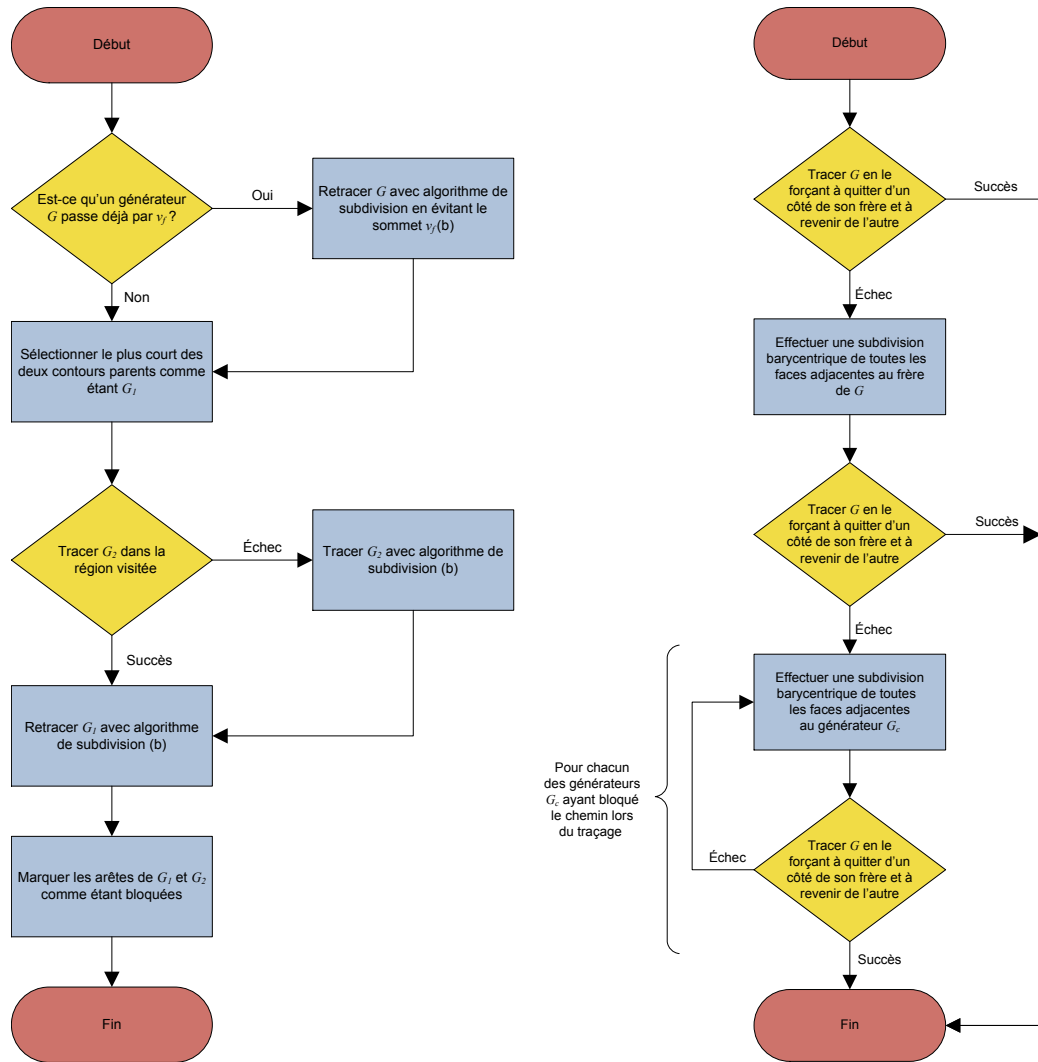 Début
Est-ce qu'un générateur
G passe déjà par vf ?
Oui
Retracer G avec algorithme de
subdivision en évitant le
sommet vf (b)
Non
Sélectionner le plus court des
deux contours parents comme
étant G1
Tracer G2 dans la
région visitée
Échec
Tracer G2 avec algorithme de
subdivision (b)
Succès
Retracer G1 avec algorithme
de subdivision (b)
Marquer les arêtes de G1 et G2
comme étant bloquées
Fin
Début
Tracer G en le
forçant à quitter d'un
côté de son frère et à
revenir de l'autre
Succès
Échec
Effectuer une subdivision
barycentrique de toutes les
faces adjacentes au frère
de G
Tracer G en le
forçant à quitter d'un
côté de son frère et à
revenir de l'autre
Succès
Échec
Effectuer une subdivision
barycentrique de toutes
les faces adjacentes
au générateur Gc
Pour chacun
des générateurs
Gc ayant bloqué
le chemin lors
du traçage
Tracer G en le
forçant à quitter d'un
côté de son frère et à
revenir de l'autre
Échec
Succès
Fin